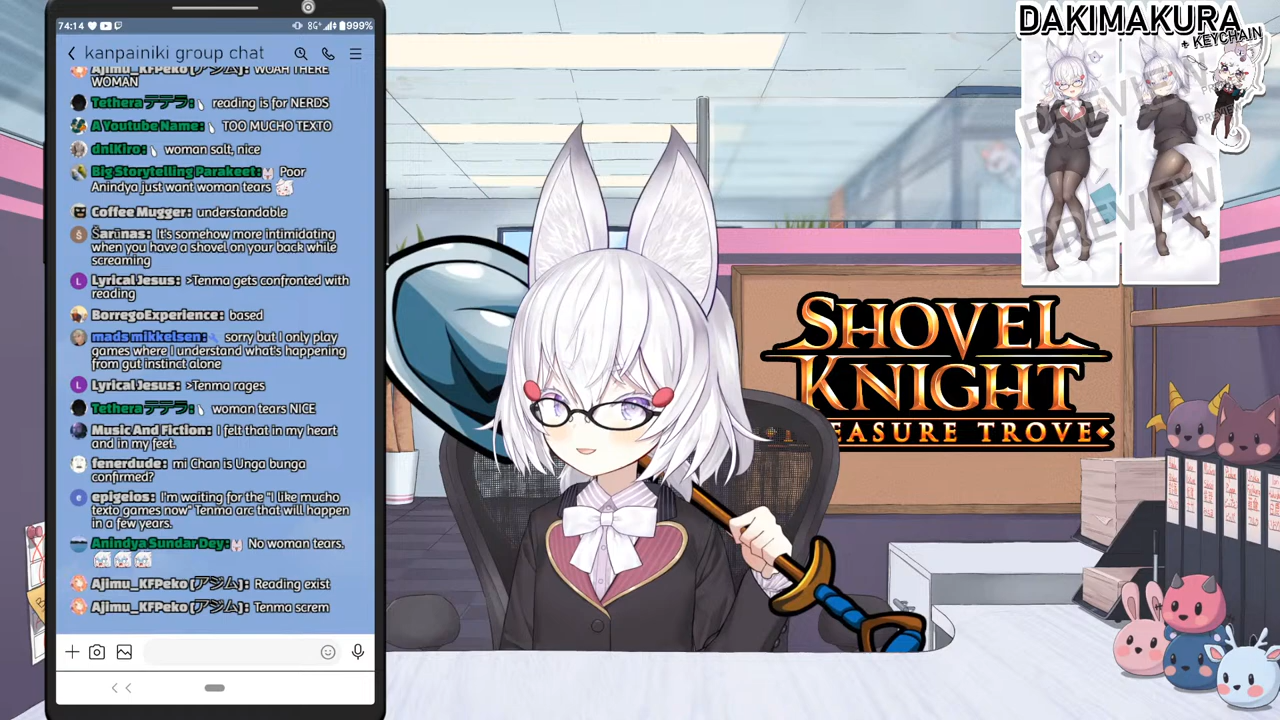 74:14
8G+
999%
kanpainiki group chat
Ajimu_KFPeko (アジム): WOAH THERE
WOMAN
Tethera テテラ: reading is for NERDS
A Youtube Name: TOO MUCHO TEXTO
dnlKiro: woman salt, nice
Big Storytelling Parakeet: Poor
Anindya just want woman tears
Coffee Mugger: understandable
Šarūnas: It's somehow more intimidating
when you have a shovel on your back while
screaming
Lyrical Jesus: >Tenma gets confronted with
reading
BorregoExperience: based
mads mikkelsen: sorry but I only play
games where I understand what's happening
from gut instinct alone
Lyrical Jesus: >Tenma rages
Tethera テテラ: woman tears NICE
Music And Fiction: I felt that in my heart
and in my feet.
fenerdude: mi Chan is Unga bunga
confirmed?
epigeios: I'm waiting for the "I like mucho
texto games now" Tenma arc that will happen
in a few years.
Anindya Sundar Dey: No woman tears.
Ajimu_KFPeko (アジム): Reading exist
Ajimu_KFPeko (アジム): Tenma screm
SHOVEL
KNIGHT
EASURE TROVE
DAKIMAKURA
+ KEYCHAIN
PREVIEW
PREVIEW